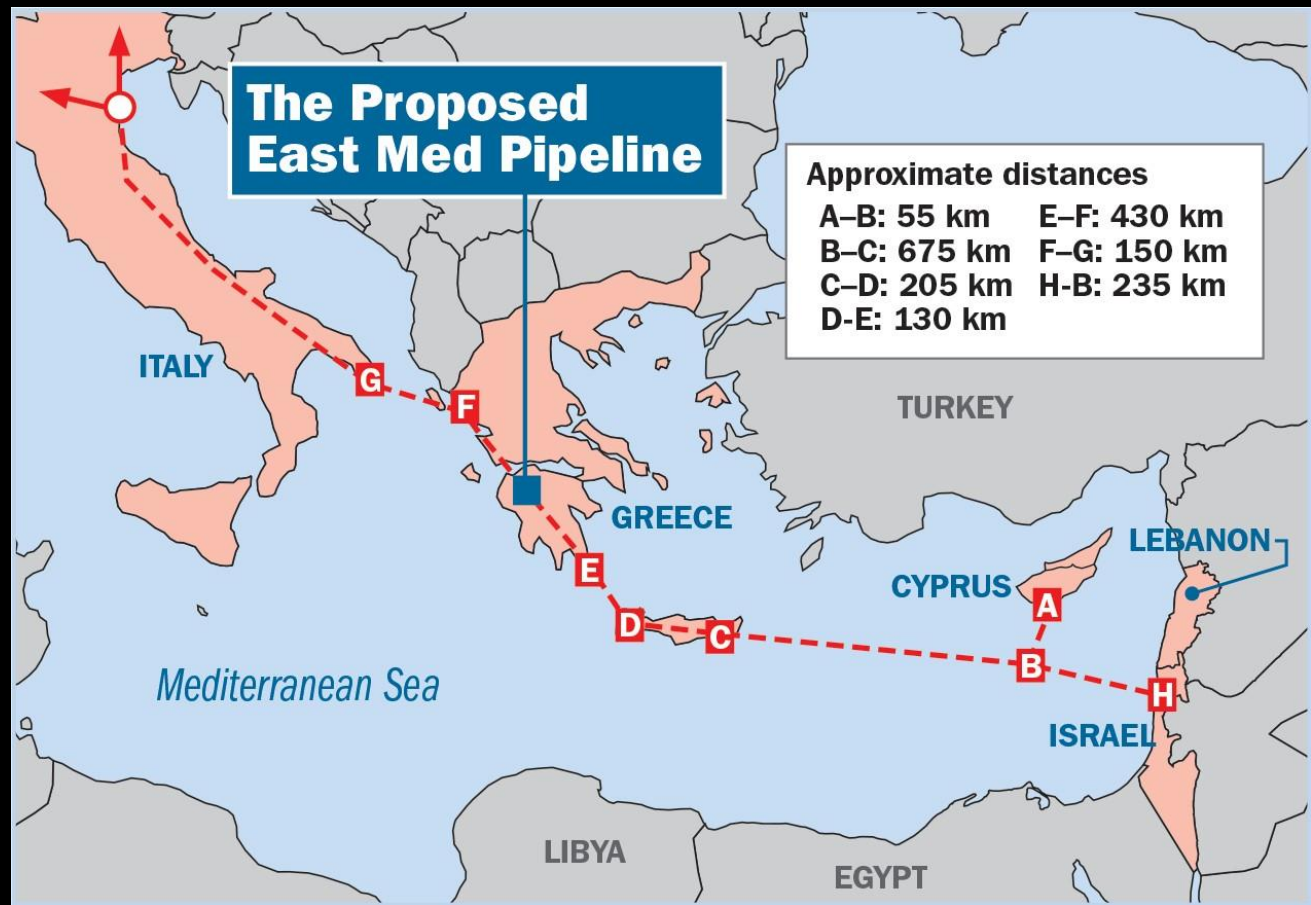 The Proposed
East Med Pipeline
Approximate distances
A–B: 55 km E–F: 430 km
B–C: 675 km F–G: 150 km
C–D: 205 km H-B: 235 km
D-E: 130 km
ITALY
G
F
TURKEY
GREECE
LEBANON
E
CYPRUS
A
D
C
B
Mediterranean Sea
H
ISRAEL
LIBYA
EGYPT